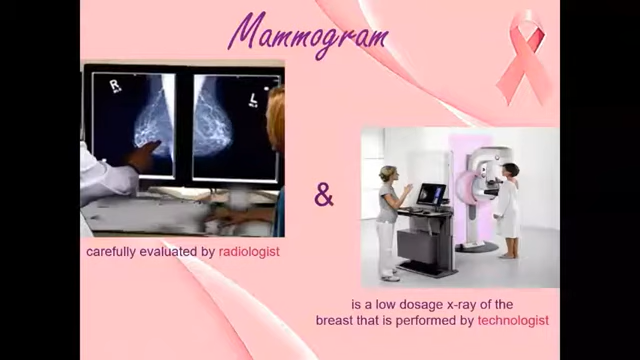 Mammogram
R
L
carefully evaluated by radiologist
&
is a low dosage x-ray of the
breast that is performed by technologist